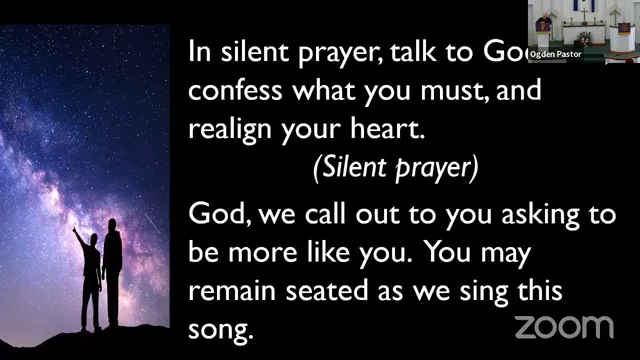 In silent prayer, talk to God
confess what you must, and
realign your heart.
(Silent prayer)
God, we call out to you asking to
be more like you. You may
remain seated as we sing this
song.
Ogden Pastor
zoom